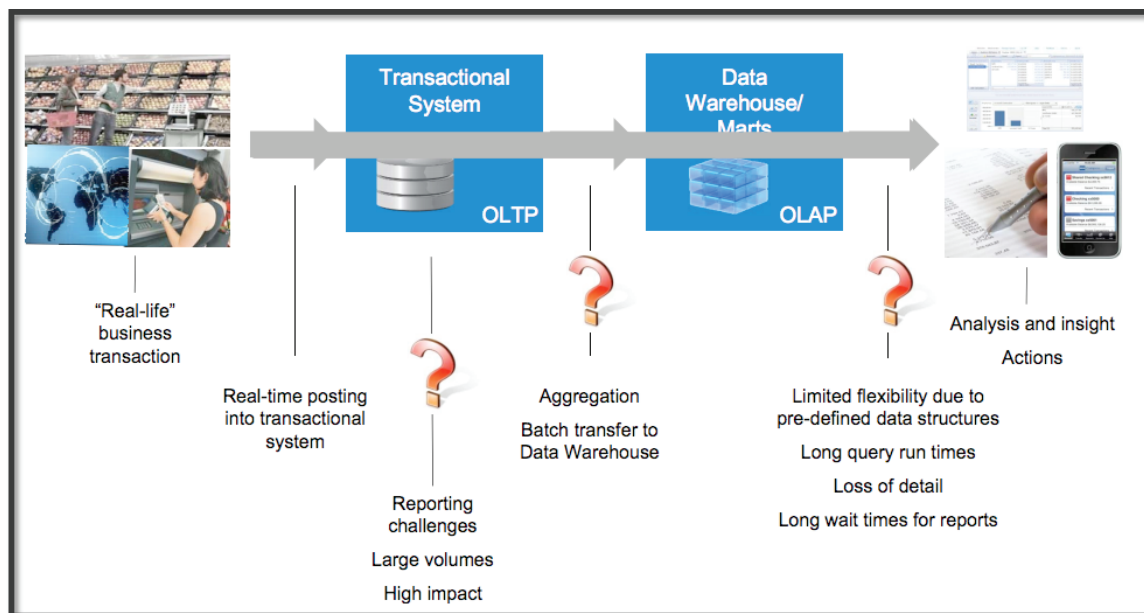 Transactional
System
OLTP
Data
Warehouse/
Marts
OLAP
“Real-life”
business
transaction
Real-time posting
into transactional
system
Reporting
challenges
Large volumes
High impact
Aggregation
Batch transfer to
Data Warehouse
Limited flexibility due to
pre-defined data structures
Long query run times
Loss of detail
Long wait times for reports
Analysis and insight
Actions